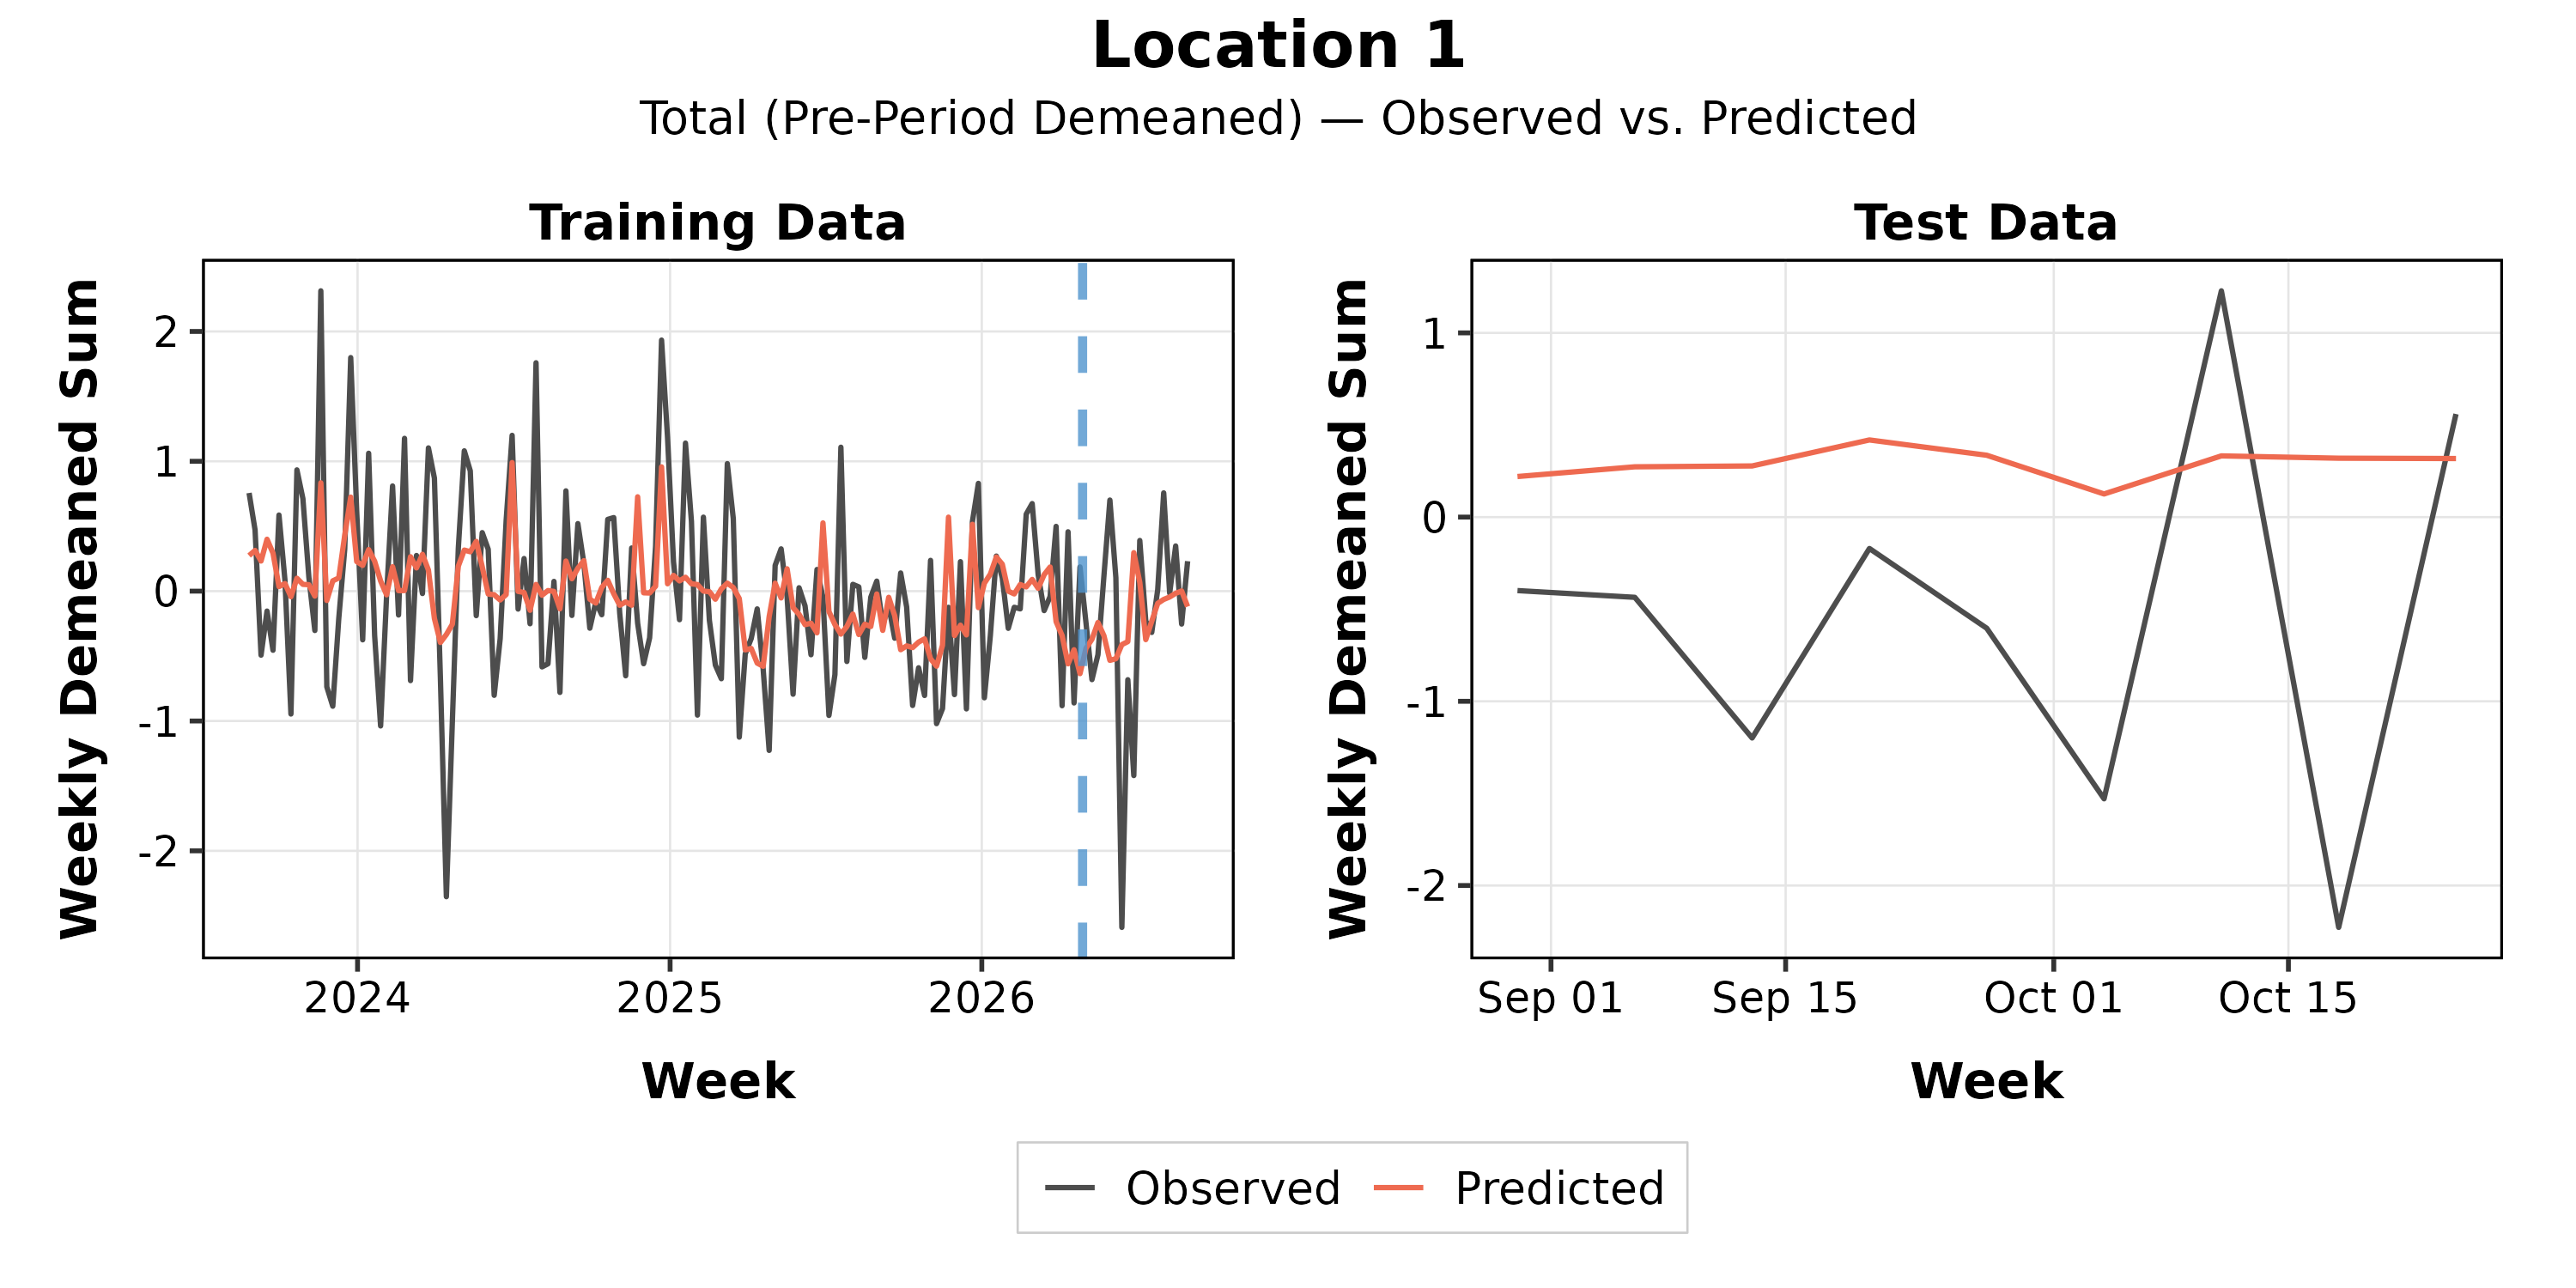 Location 1
Total (Pre-Period Demeaned) — Observed vs. Predicted
Training Data
Weekly Demeaned Sum
2
1
0
-1
-2
2024 2025 2026
Week
Test Data
Weekly Demeaned Sum
1
0
-1
-2
Sep 01 Sep 15 Oct 01 Oct 15
Week
Observed Predicted